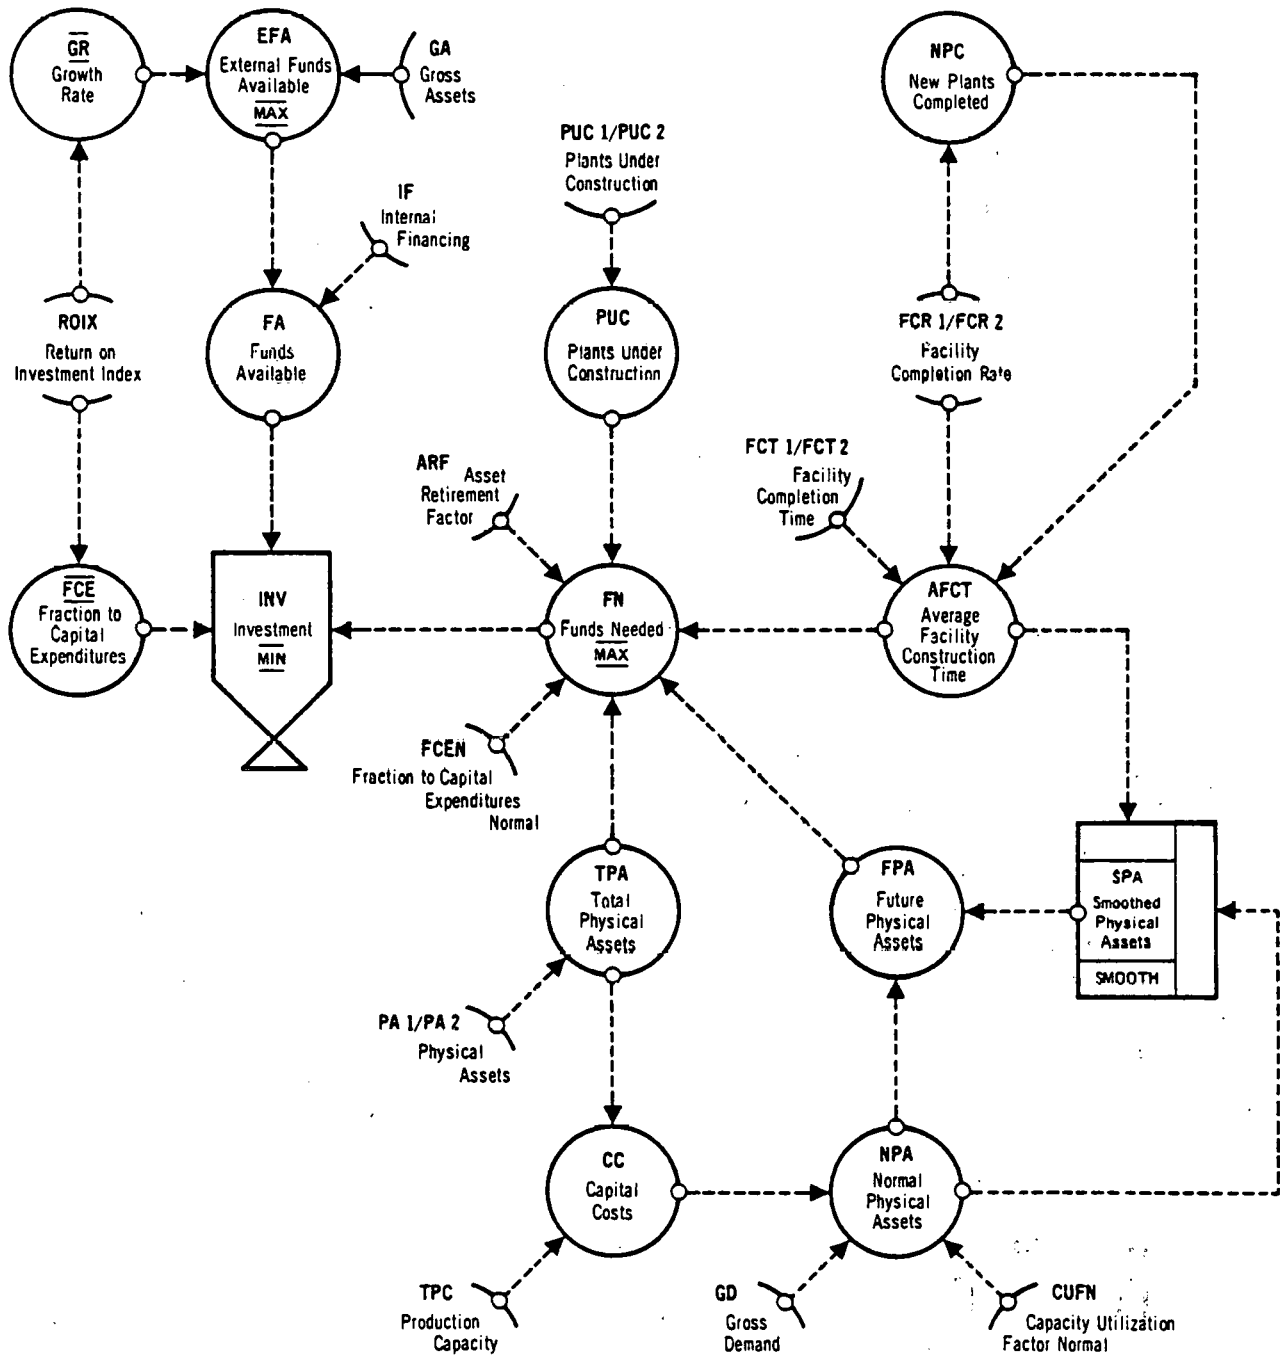 GR
Growth
Rate
EFA
External Funds
Available
MAX
GA
Gross
Assets
NPC
New Plants
Completed
PUC 1/PUC 2
Plants Under
Construction
IF
Internal
Financing
ROIX
Return on
Investment Index
FA
Funds
Available
PUC
Plants Under
Construction
FCR 1/FCR 2
Facility
Completion Rate
ARF
Asset
Retirement
Factor
FCT 1/FCT 2
Facility
Completion
Time
FCE
Fraction to
Capital
Expenditures
INV
Investment
MIN
FN
Funds Needed
MAX
AFCT
Average
Facility
Construction
Time
FCEN
Fraction to Capital
Expenditures
Normal
TPA
Total
Physical
Assets
FPA
Future
Physical
Assets
SPA
Smoothed
Physical
Assets
SMOOTH
PA 1/PA 2
Physical
Assets
CC
Capital
Costs
NPA
Normal
Physical
Assets
TPC
Production
Capacity
GD
Gross
Demand
CUFN
Capacity Utilization
Factor Normal